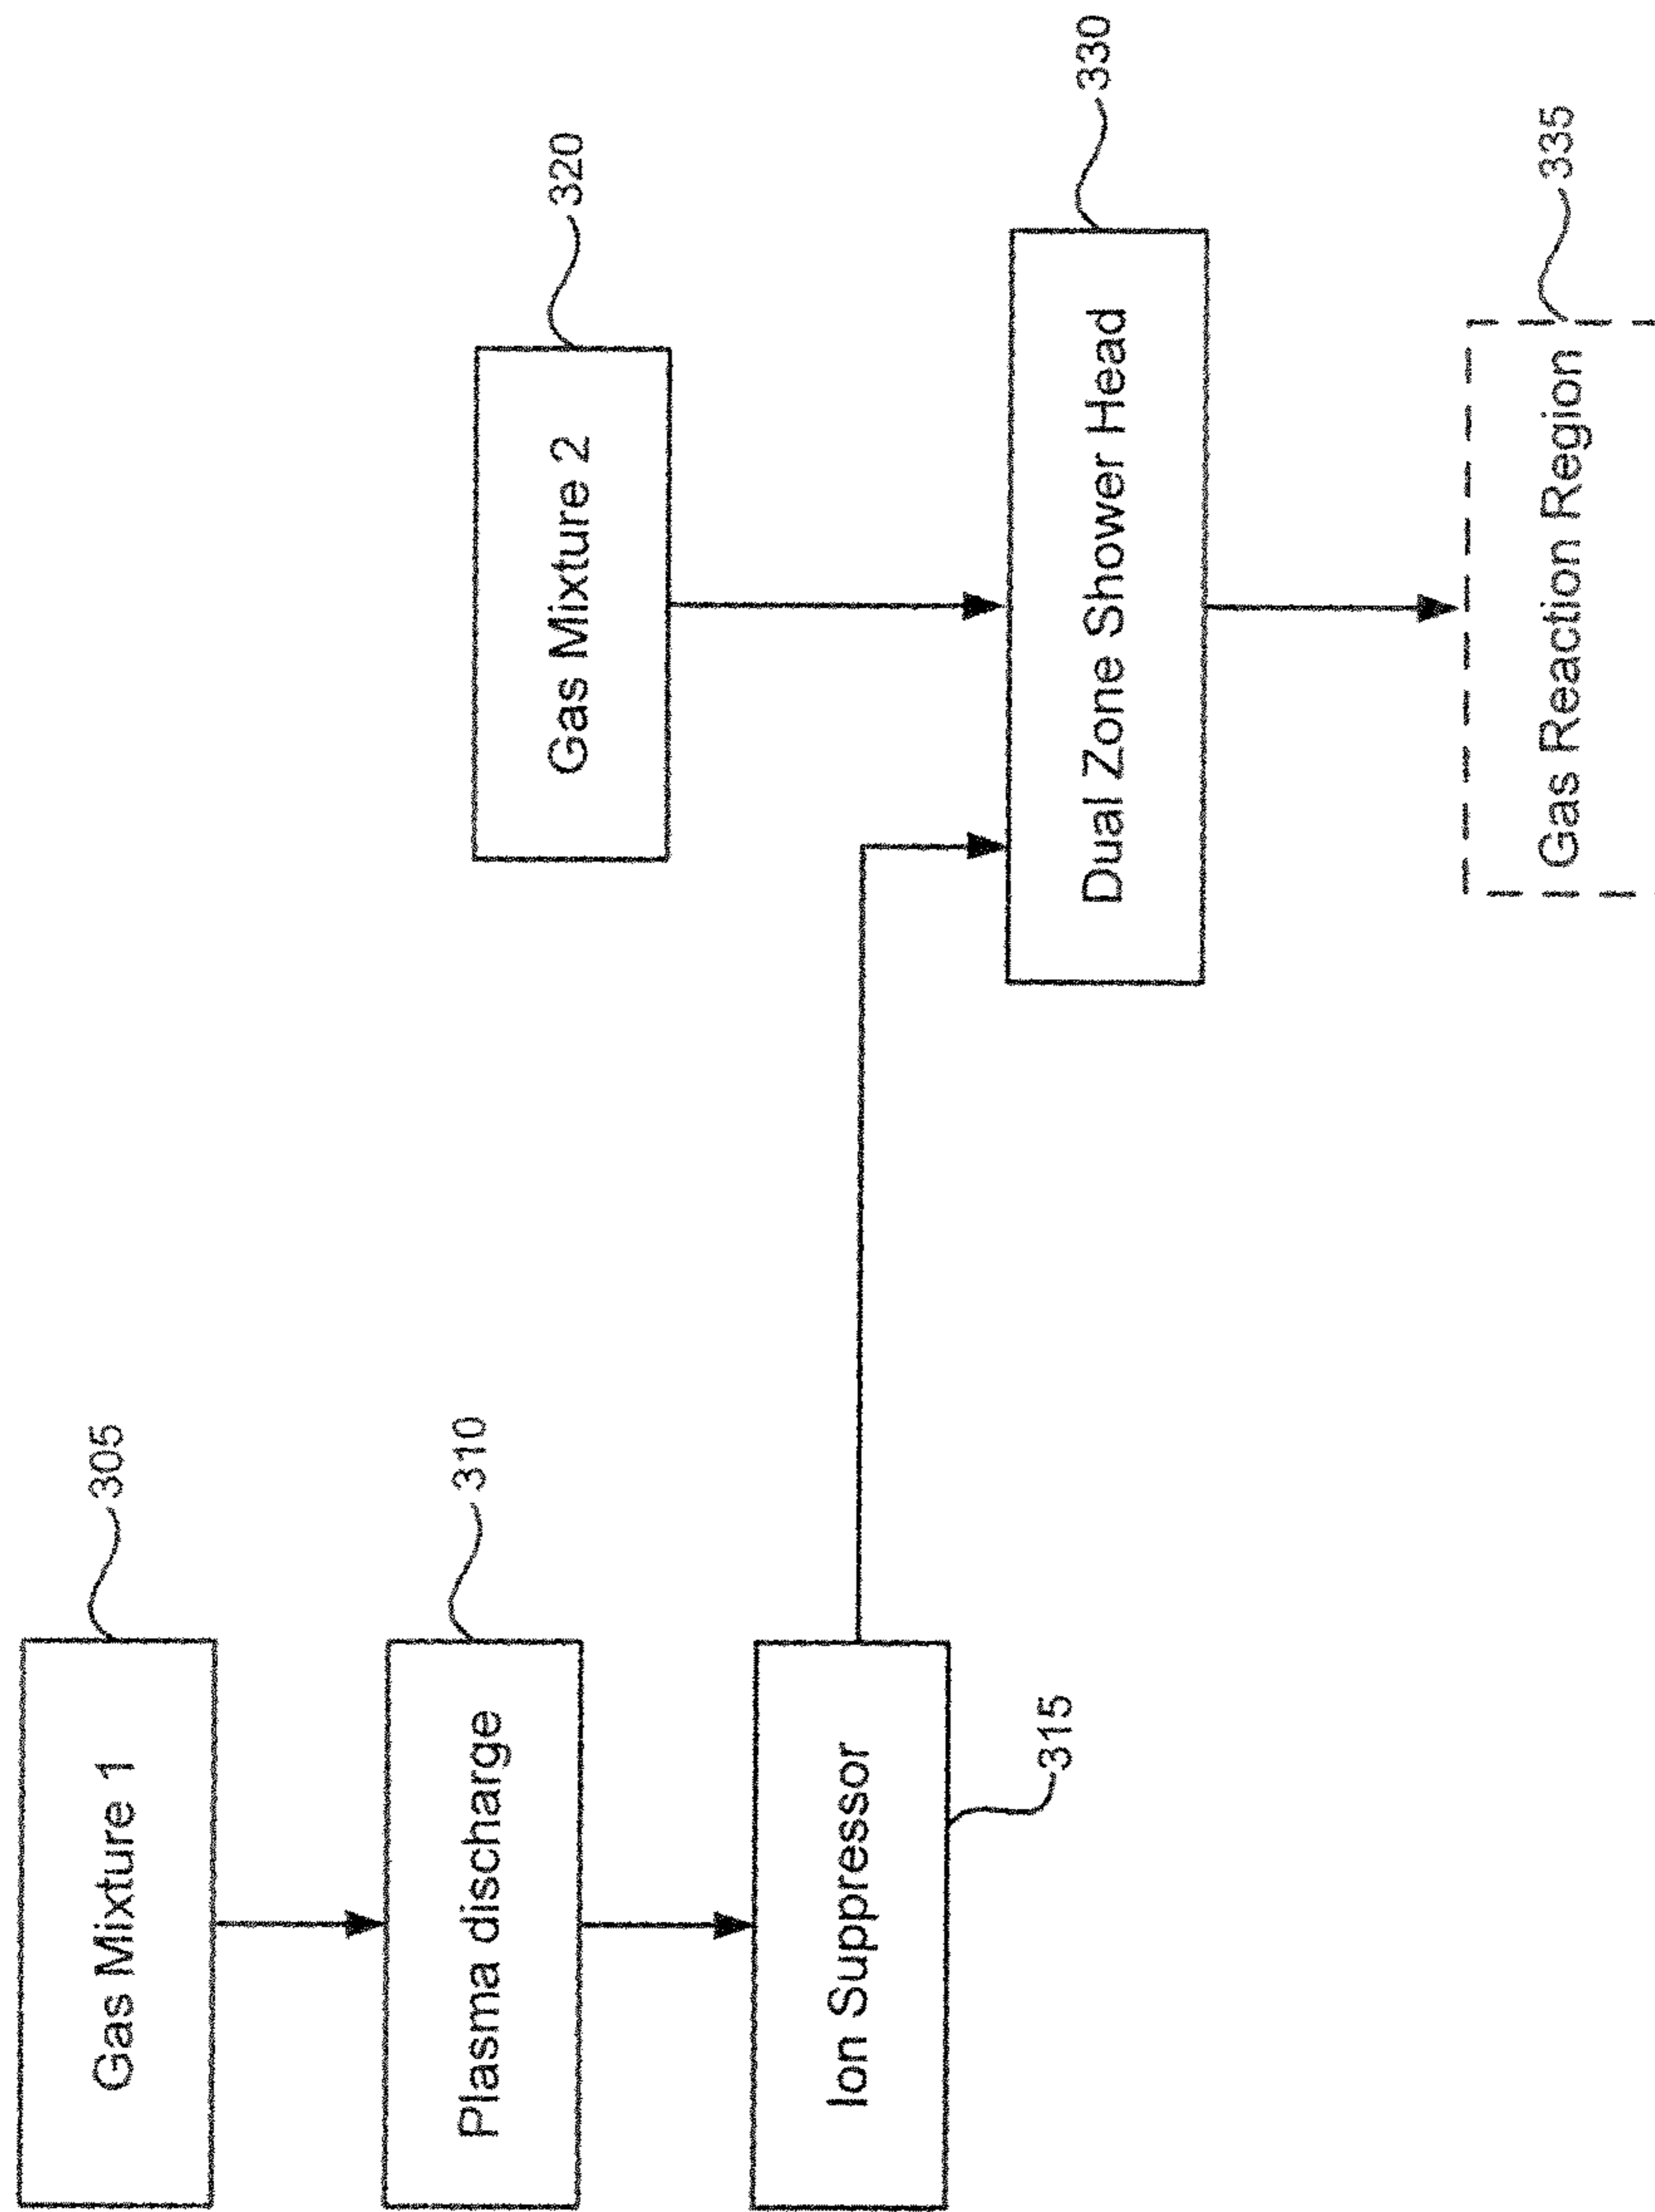 Gas Mixture 1
305
Plasma discharge
310
Ion Suppressor
315
Gas Mixture 2
320
Dual Zone Shower Head
330
Gas Reaction Region
335